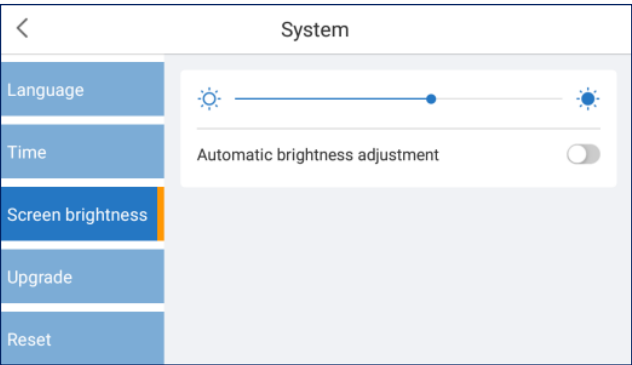 System
Language
Time
Screen brightness
Upgrade
Reset
Automatic brightness adjustment